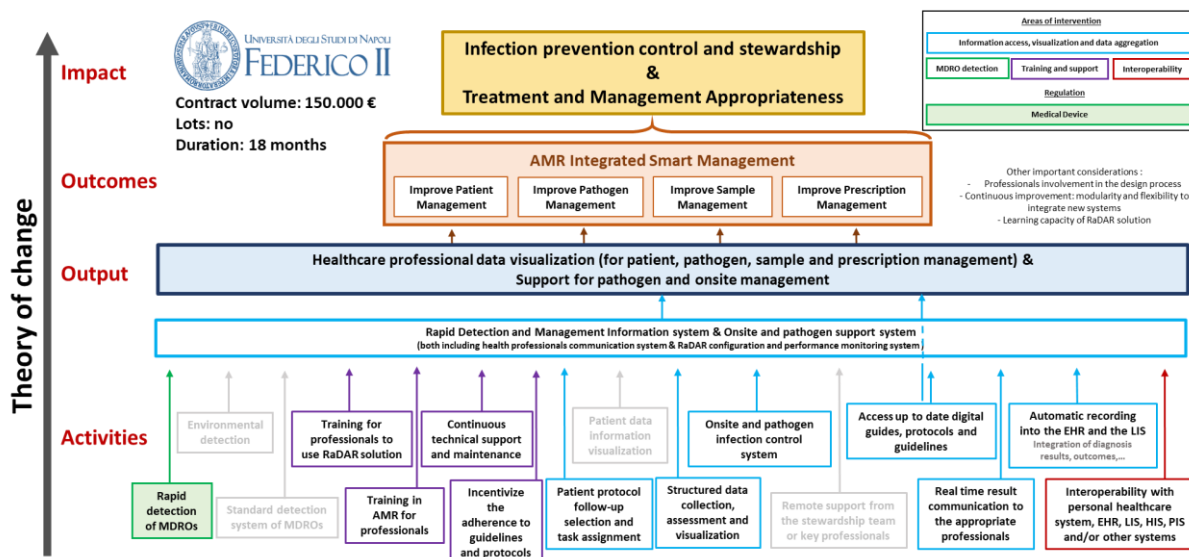 Theory of change
Impact
Outcomes
Output
Activities
UNIVERSITÀ DEGLI STUDI DI NAPOLI
FEDERICO II
Contract volume: 150.000 €
Lots: no
Duration: 18 months
Infection prevention control and stewardship
&
Treatment and Management Appropriateness
Areas of intervention
Information access, visualization and data aggregation
MDRO detection
Training and support
Interoperability
Regulation
Medical Device
AMR Integrated Smart Management
Improve Patient
Management
Improve Pathogen
Management
Improve Sample
Management
Improve Prescription
Management
Other important considerations :
- Professionals involvement in the design process
- Continuous improvement: modularity and flexibility to
integrate new systems
- Learning capacity of RaDAR solution
Healthcare professional data visualization (for patient, pathogen, sample and prescription management) &
Support for pathogen and onsite management
Rapid Detection and Management Information system & Onsite and pathogen support system
(both including health professionals communication system & RaDAR configuration and performance monitoring system
Environmental
detection
Training for
professionals to
use RaDAR solution
Continuous
technical support
and maintenance
Patient data
information
visualization
Onsite and pathogen
infection control
system
Access up to date digital
guides, protocols and
guidelines
Automatic recording
into the EHR and the LIS
Integration of diagnosis
results, outcomes,...
Rapid
detection
of MDROs
Standard detection
system of MDROs
Training in
AMR for
professionals
Incentivize
the
adherence to
guidelines
and protocols
Patient protocol
follow-up
selection and
task assignment
Structured data
collection,
assessment and
visualization
Remote support from
the stewardship team
or key professionals
Real time result
communication to
the appropriate
professionals
Interoperability with
personal healthcare
system, EHR, LIS, HIS, PIS
and/or other systems